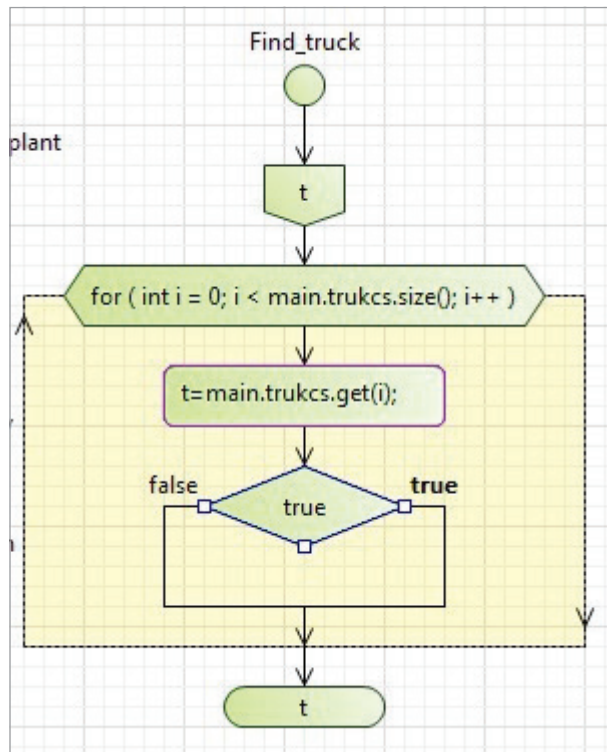 Find_truck
plant
t
for ( int i = 0; i < main.trukcs.size(); i++ )
t=main.trukcs.get(i);
false
true
true
t